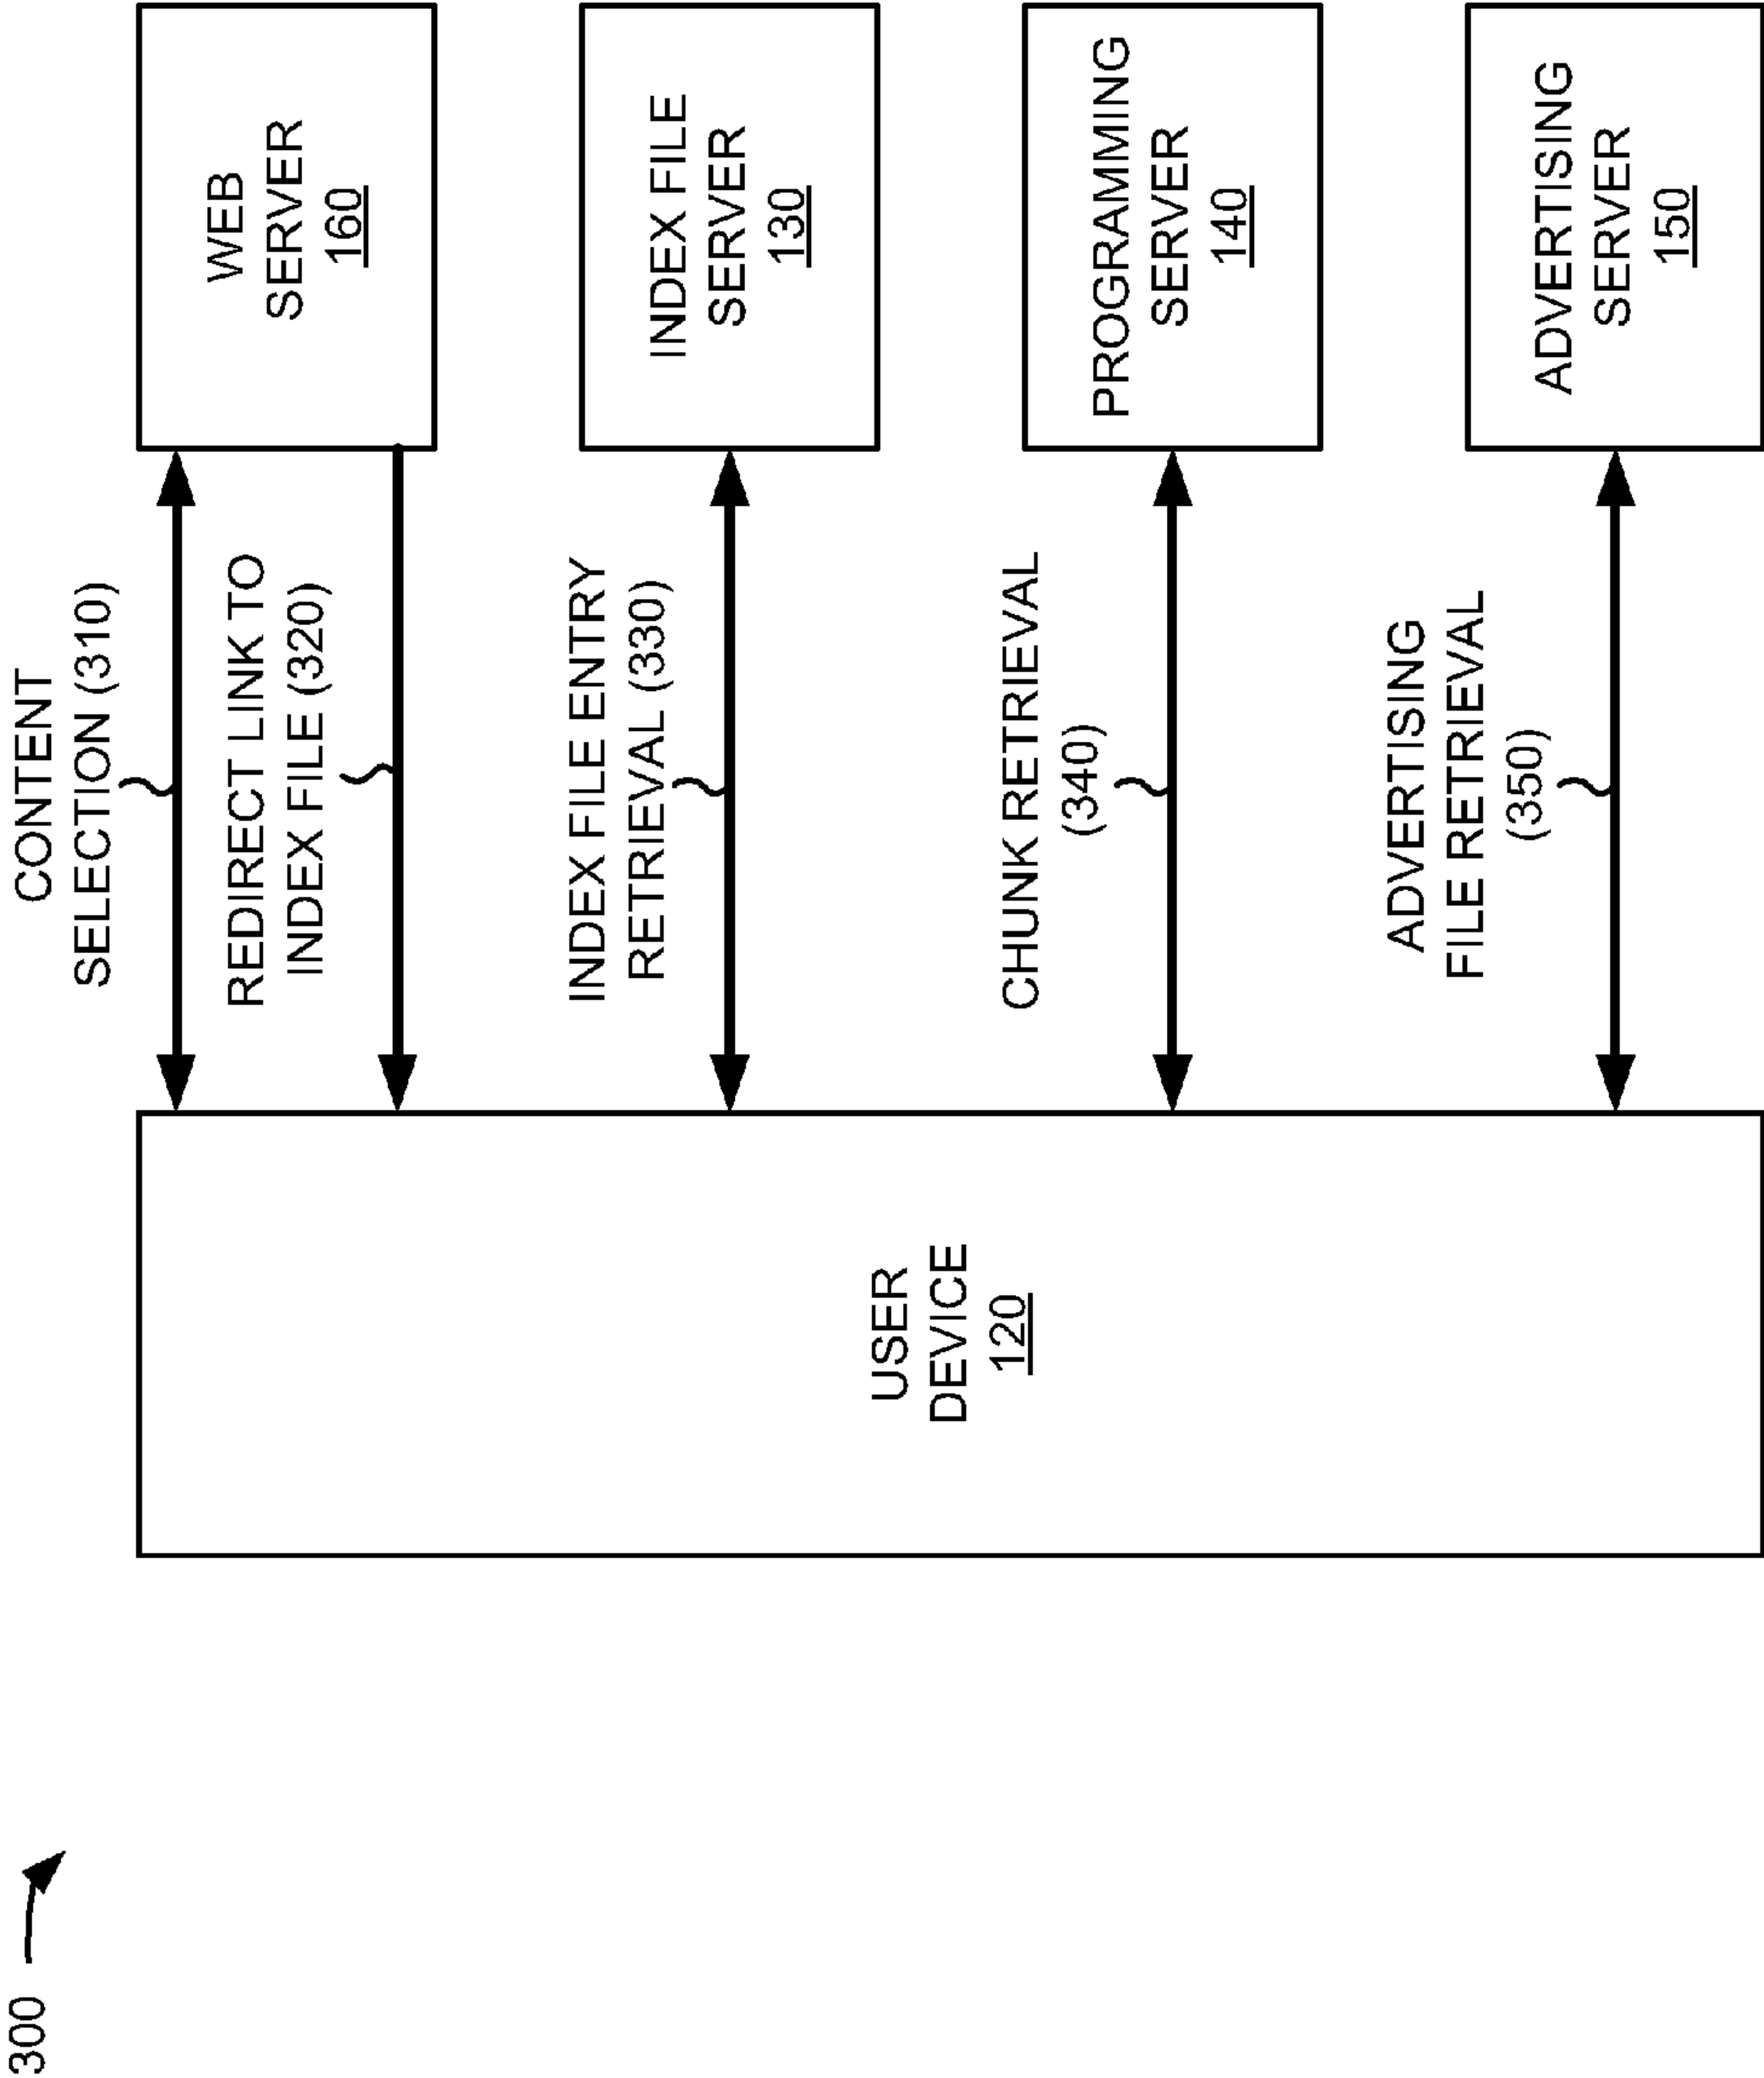 300
CONTENT
SELECTION (310)
REDIRECT LINK TO
INDEX FILE (320)
INDEX FILE ENTRY
RETRIEVAL (330)
CHUNK RETRIEVAL
(340)
ADVERTISING
FILE RETRIEVAL
(350)
USER
DEVICE
120
WEB
SERVER
160
INDEX FILE
SERVER
130
PROGRAMMING
SERVER
140
ADVERTISING
SERVER
150